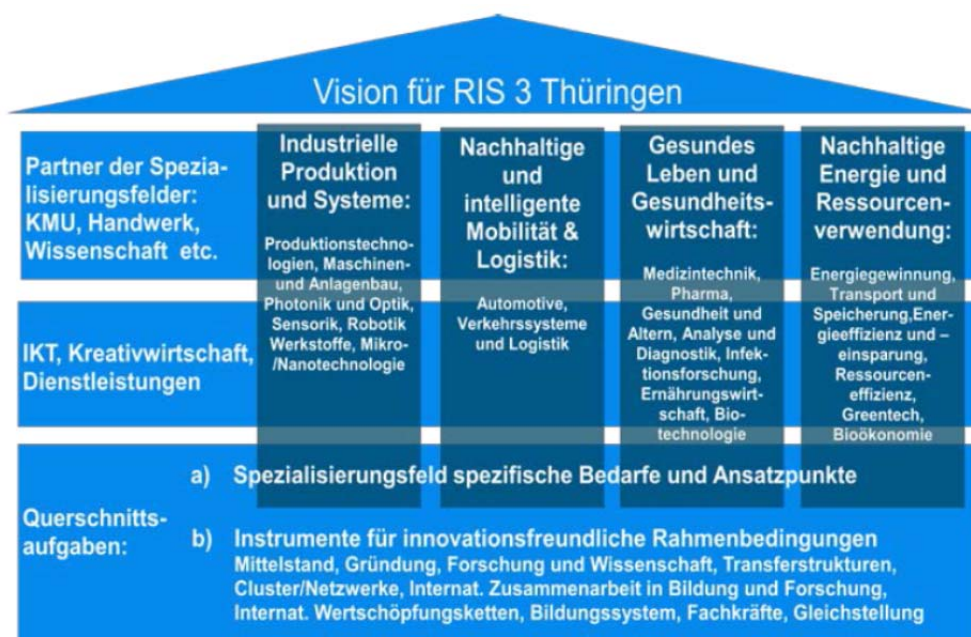 Vision für RIS 3 Thüringen
Partner der Spezia-
lisierungsfelder:
KMU, Handwerk,
Wissenschaft etc.
Industrielle
Produktion
und Systeme:
Produktionstechno-
logien, Maschinen-
und Anlagenbau,
Photonik und Optik,
Sensorik, Robotik
Werkstoffe, Mikro-
/Nanotechnologie
Nachhaltige
und
intelligente
Mobilität &
Logistik:
Automotive,
Verkehrssysteme
und Logistik
Gesundes
Leben und
Gesundheits-
wirtschaft:
Medizintechnik,
Pharma,
Gesundheit und
Altern, Analyse und
Diagnostik, Infek-
tionsforschung,
Ernährungswirt-
schaft, Bio-
technologie
Nachhaltige
Energie und
Ressourcen-
verwendung:
Energiegewinnung,
Transport und
Speicherung,Ener-
gieeffizienz und –
einsparung,
Ressourcen-
effizienz,
Greentech,
Bioökonomie
IKT, Kreativwirtschaft,
Dienstleistungen
Querschnitts-
aufgaben:
a) Spezialisierungsfeld spezifische Bedarfe und Ansatzpunkte
b) Instrumente für innovationsfreundliche Rahmenbedingungen
Mittelstand, Gründung, Forschung und Wissenschaft, Transferstrukturen,
Cluster/Netzwerke, Internat. Zusammenarbeit in Bildung und Forschung,
Internat. Wertschöpfungsketten, Bildungssystem, Fachkräfte, Gleichstellung